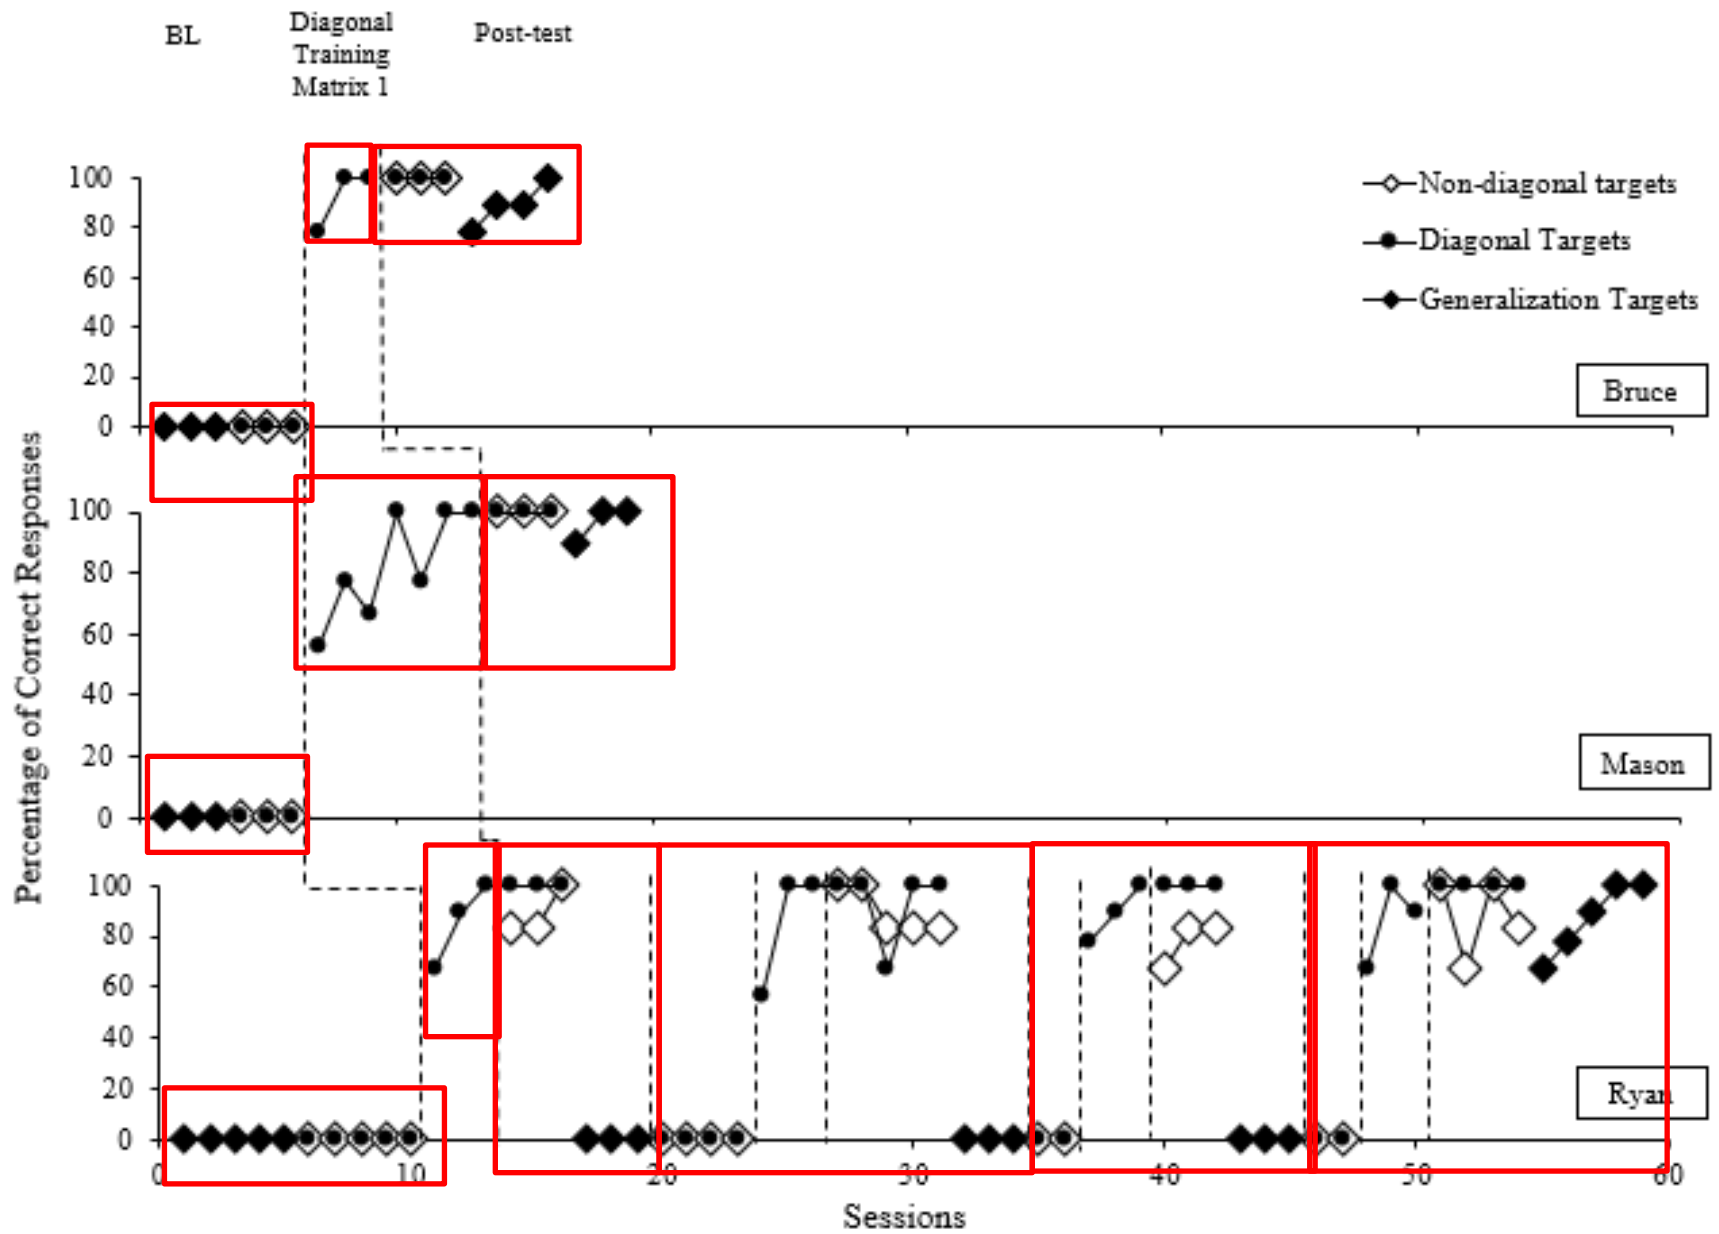 BL
Diagonal
Training
Matrix 1
Post-test
Non-diagonal targets
Diagonal Targets
Generalization Targets
100
80
60
40
20
0
Bruce
Percentage of Correct Responses
100
80
60
40
20
0
Mason
100
80
60
40
20
0
Ryan
0
10
20
30
40
50
60
Sessions